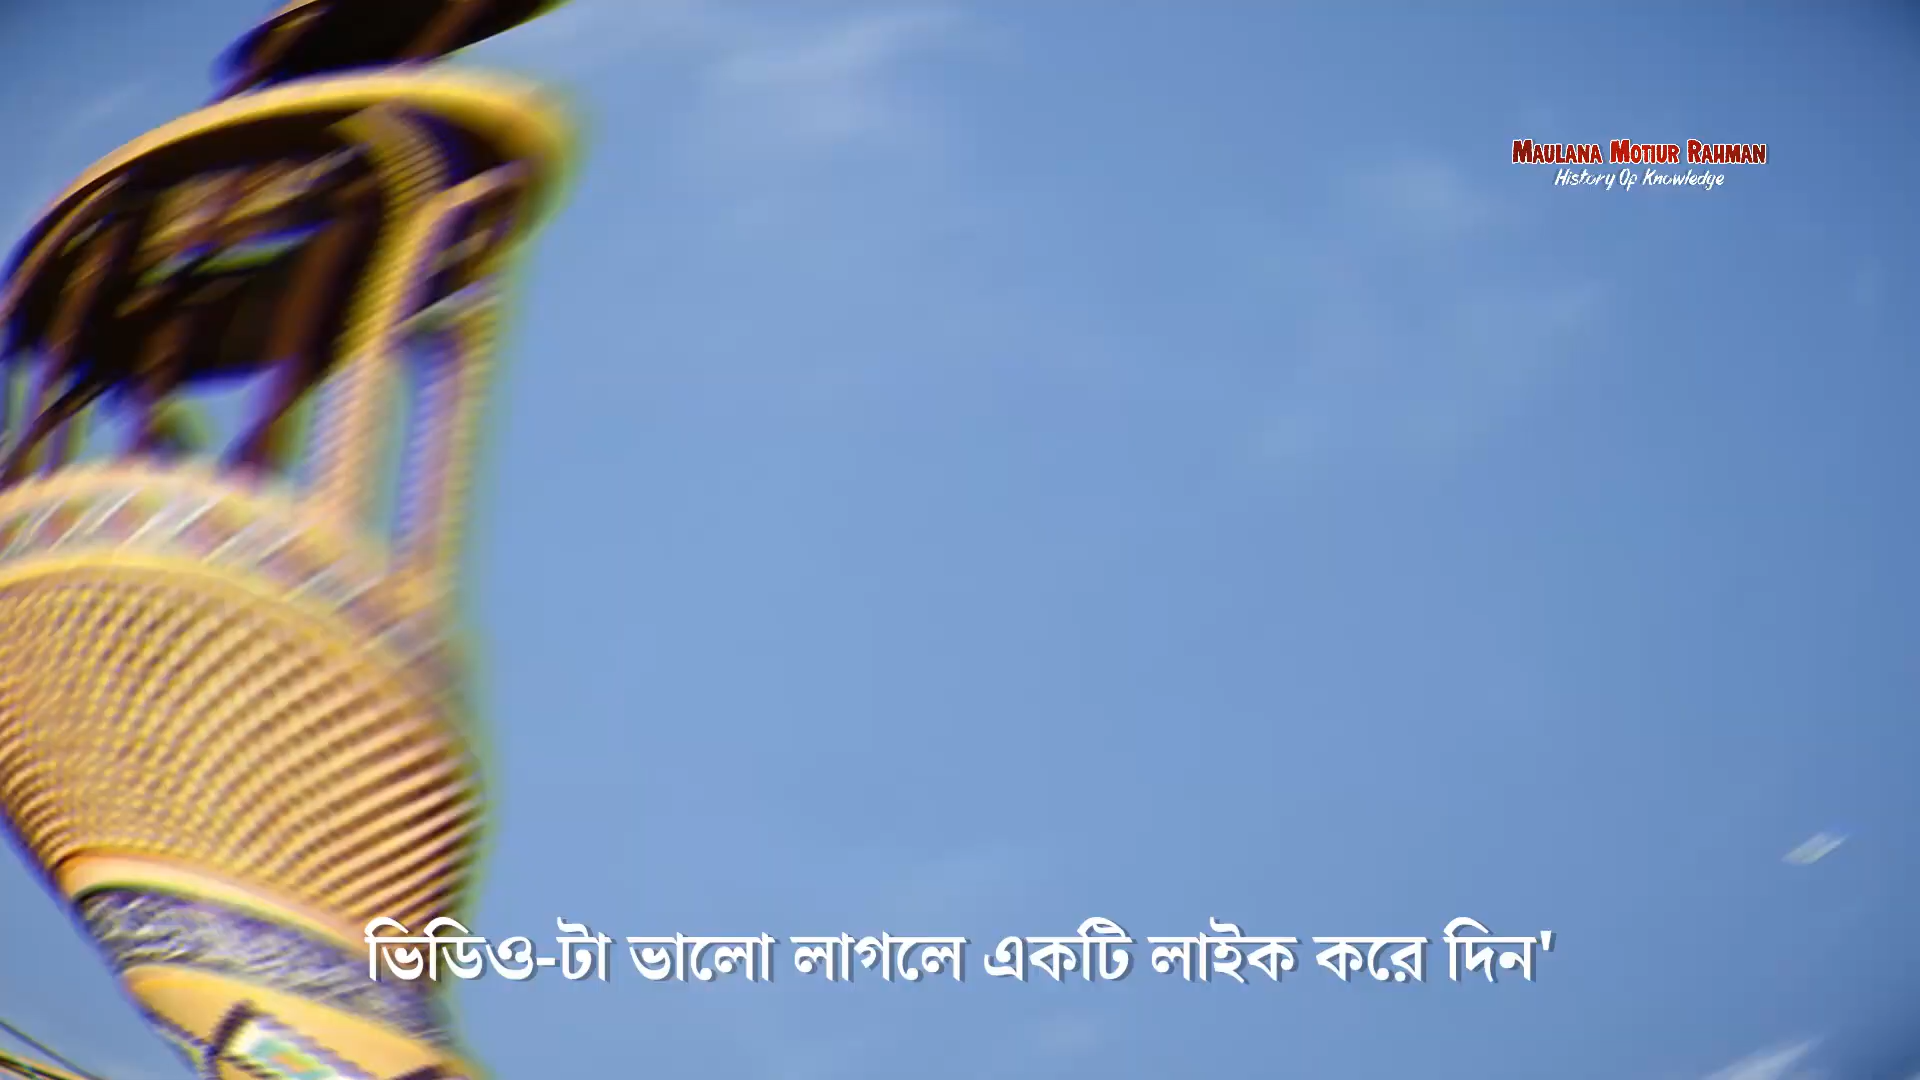 MAULANA MOTIUR RAHMAN
History Of Knowledge
ভিডিও-টা ভালো লাগলে একটি লাইক করে দিন'